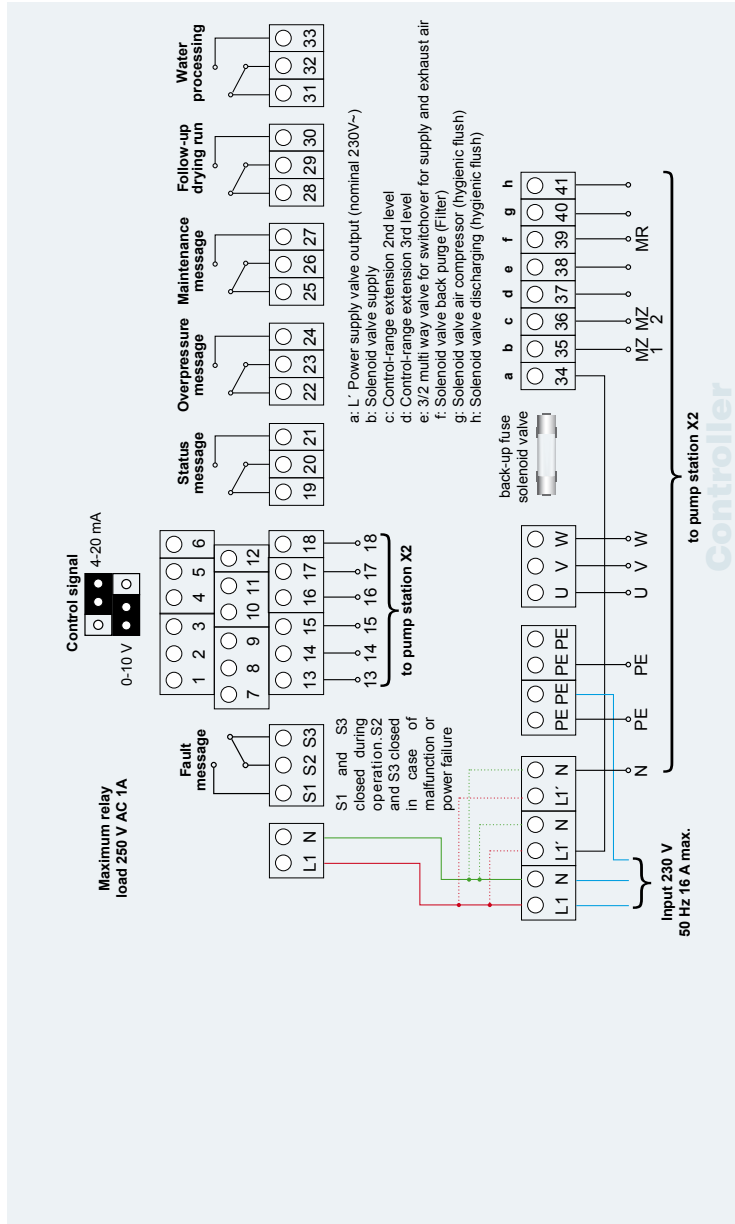 Maximum relay
load 250 V AC 1A
Control signal
0-10 V
4-20 mA
Fault
message
S1 S2 S3
S1 and S3
closed during
operation.S2
and S3 closed
in case of
malfunction or
power failure
1 2 3 4 5 6
7 8 9 10 11 12
13 14 15 16 17 18
13 14 15 16 17 18
to pump station X2
Status
message
19 20 21
Overpressure
message
22 23 24
Maintenance
message
25 26 27
Follow-up
drying run
28 29 30
Water
processing
31 32 33
a: L´ Power supply valve output (nominal 230V~)
b: Solenoid valve supply
c: Control-range extension 2nd level
d: Control-range extension 3rd level
e: 3/2 multi way valve for switchover for supply and exhaust air
f: Solenoid valve back purge (Filter)
g: Solenoid valve air compressor (hygienic flush)
h: Solenoid valve discharging (hygienic flush)
L1 N
L1 N L1´ N L1´ N
PE PE PE PE
U V W
back-up fuse
solenoid valve
a b c d e f g h
34 35 36 37 38 39 40 41
N
PE
PE
U V W
MZ MZ
1 2
MR
Input 230 V
50 Hz 16 A max.
to pump station X2
Controller